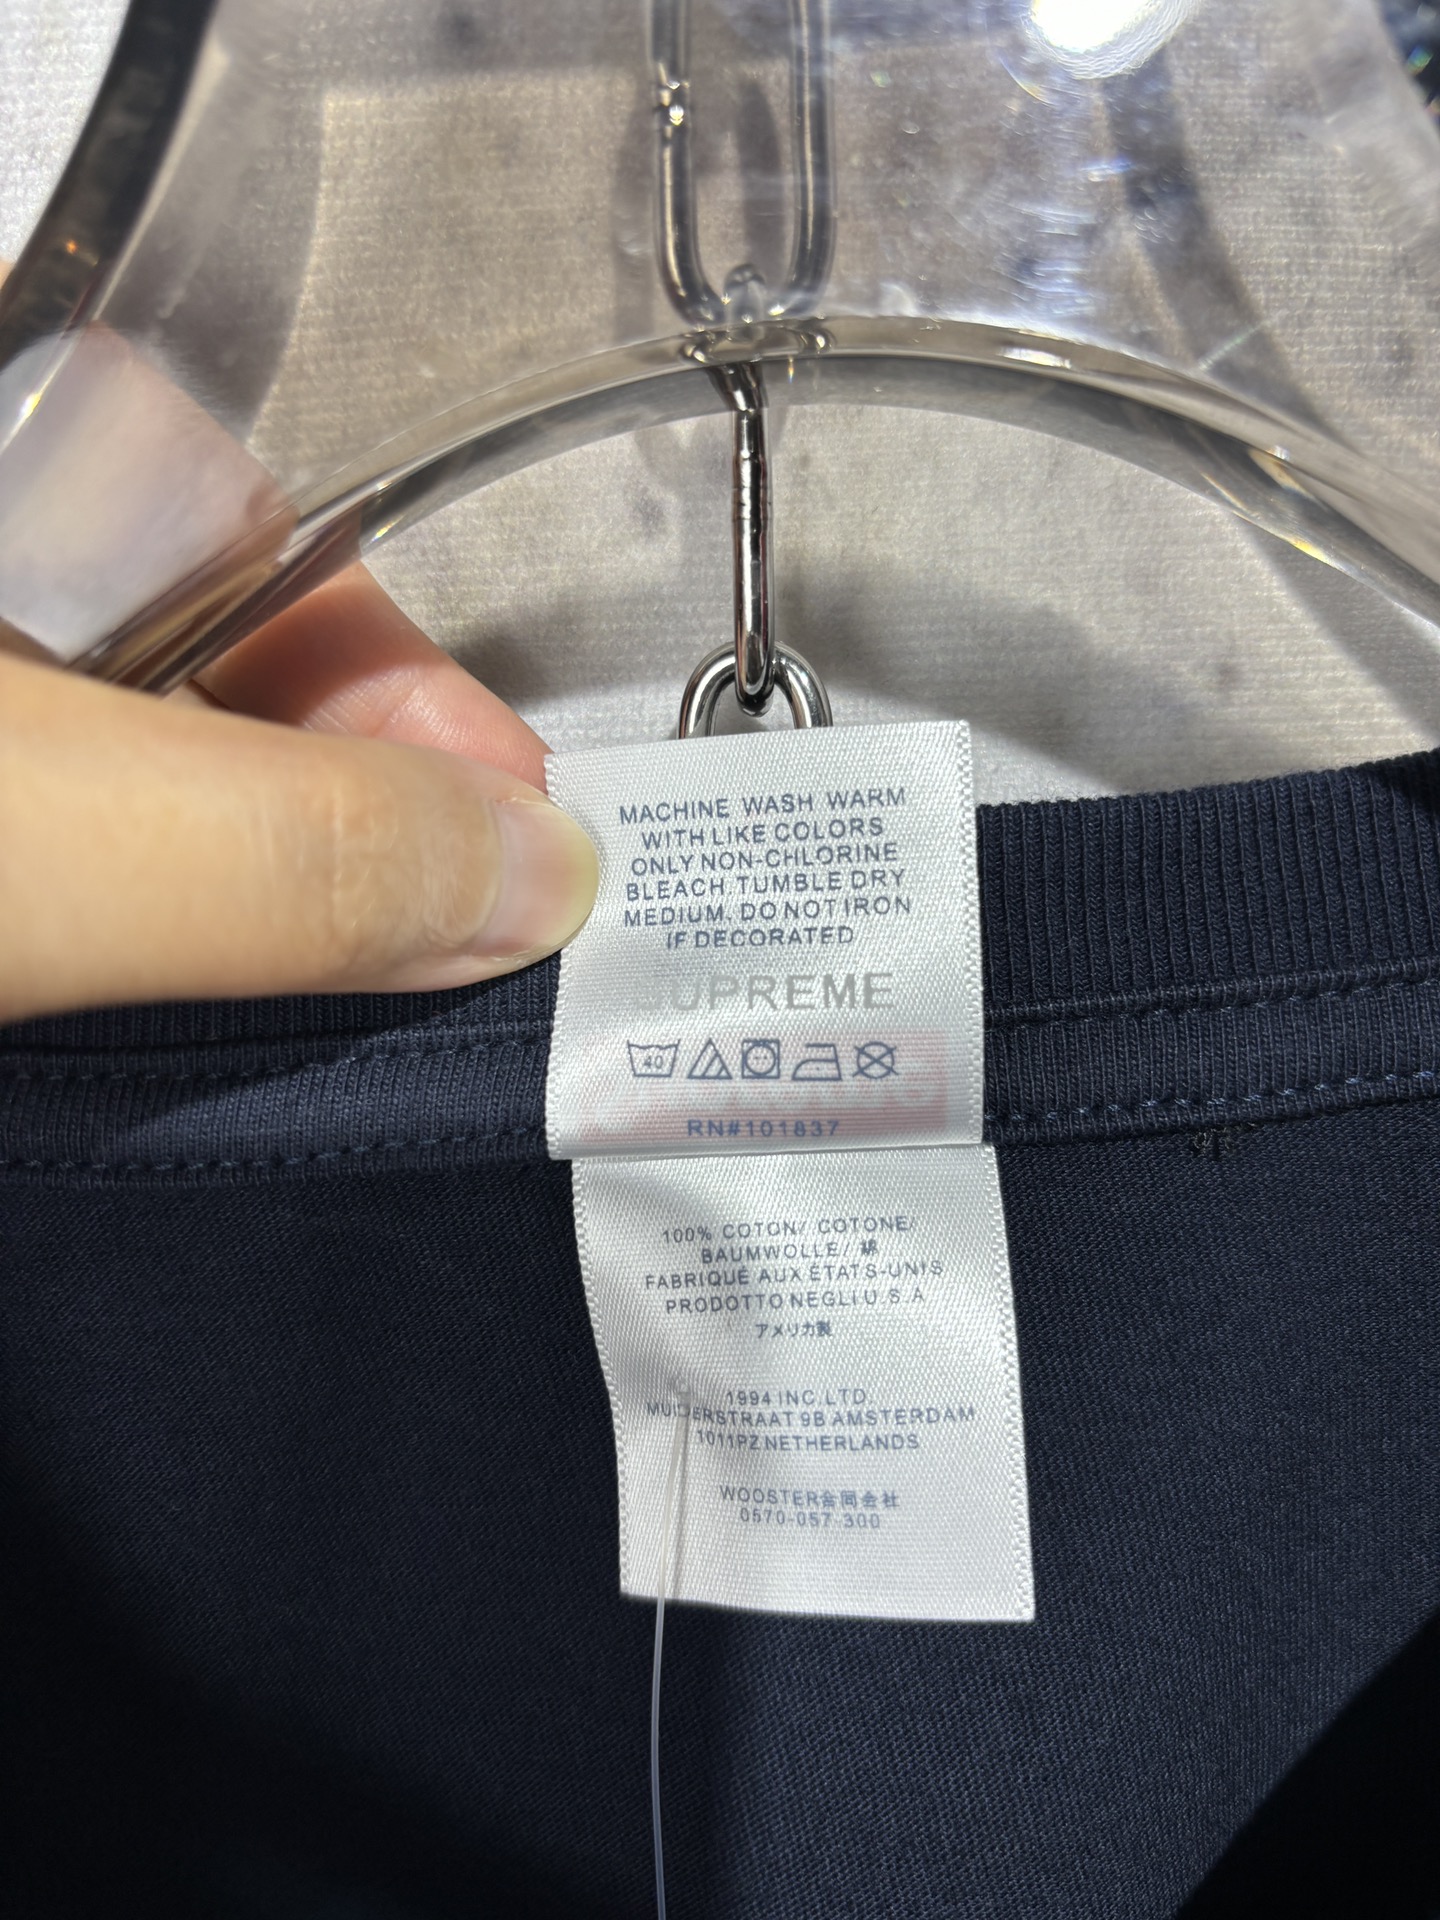 MACHINE WASH WARM
WITH LIKE COLORS
ONLY NON-CHLORINE
BLEACH. TUMBLE DRY
MEDIUM. DO NOT IRON
IF DECORATED
SUPREME
40
RN#101837
100% COTON/ COTONE/
BAUMWOLLE/ 綿
FABRIQUÉ AUX ÉTATS-UNIS
PRODOTTO NEGLI U.S.A
アメリカ製
1994 INC.LTD
MUIDERSTRAAT 9B AMSTERDAM
1011PZ NETHERLANDS
WOOSTER合同会社
0570-057 300